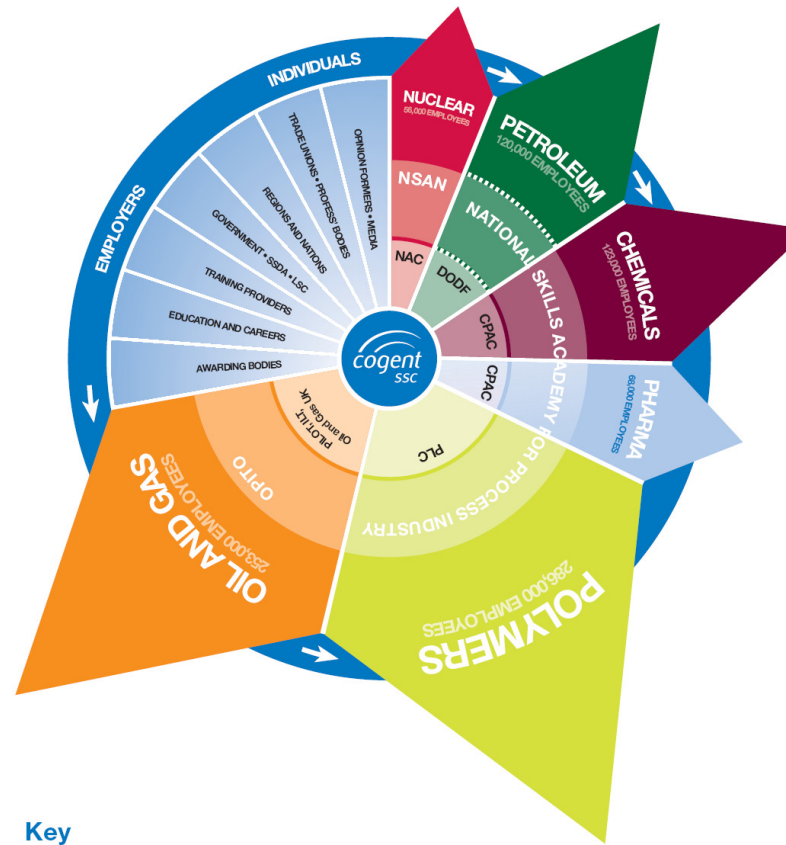 INDIVIDUALS
EMPLOYERS
OPINION FORMERS • MEDIA
TRADE UNIONS • PROFESS' BODIES
REGIONS AND NATIONS
GOVERNMENT • SSDA • LSC
TRAINING PROVIDERS
EDUCATION AND CAREERS
AWARDING BODIES
NUCLEAR
56,000 EMPLOYEES
NSAN
NAC
PETROLEUM
120,000 EMPLOYEES
NATIONAL SKILLS ACADEMY FOR PROCESS INDUSTRY
DODF
CHEMICALS
123,000 EMPLOYEES
CPAC
PHARMA
68,000 EMPLOYEES
CPAC
POLYMERS
286,000 EMPLOYEES
PLC
OIL AND GAS
253,000 EMPLOYEES
OPITO
PILOT, ILT,
Oil and Gas UK
cogent
SSC
Key